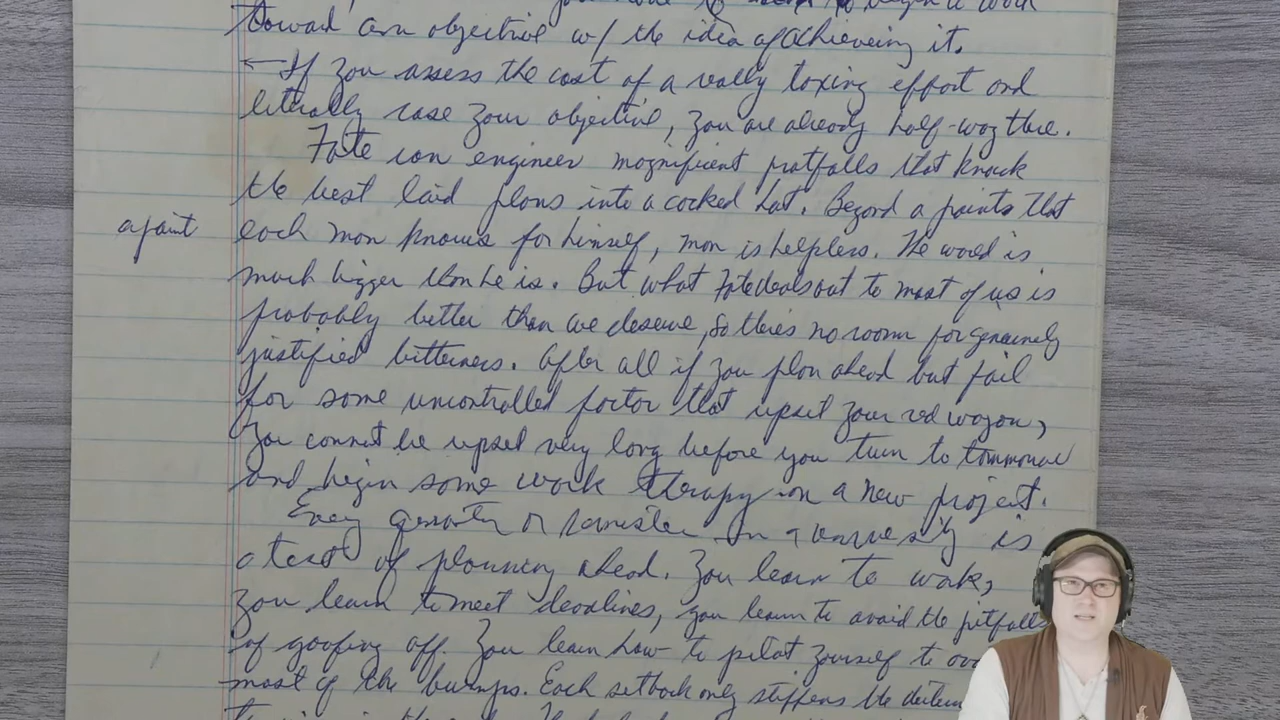 toward an objective w/ the idea of achieveing it.
← If you assess the cost of a really taxing effort and
literally case your objective, you are already half-way there.
Fate can engineer magnificent pratfalls that knock
the best laid plans into a cocked hat. Beyond a points that
a point
each man knows for himself, man is helpless. The world is
much bigger than he is. But what Fate deals out to most of us is
probably better than we deserve, so there's no room for genuinely
justified bitterness. After all if you plan ahead but fail
for some uncontrolled factor that upset your red wagon,
you cannot be upset very long before you turn to
and begin some work therapy on a new project.
Every quarter or semester in a university is
a test of planning ahead. You learn to work,
you learn to meet deadlines, you learn to avoid the pitfalls
of goofing off. You learn how to pilot yourself to
most of the bumps. Each setback only stiffens the